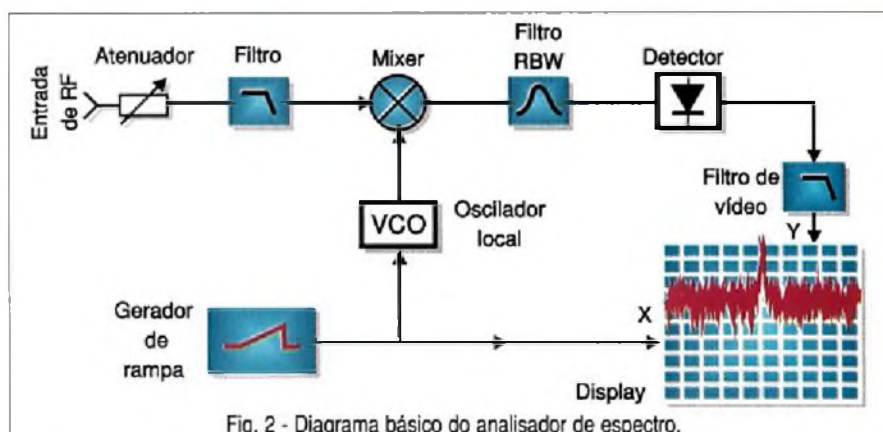 Entrada
de RF
Atenuador
Filtro
Mixer
Filtro
RBW
Detector
Filtro de
vídeo
VCO
Oscilador
local
Y
X
Gerador
de
rampa
Display
Fig. 2 - Diagrama básico do analisador de espectro.